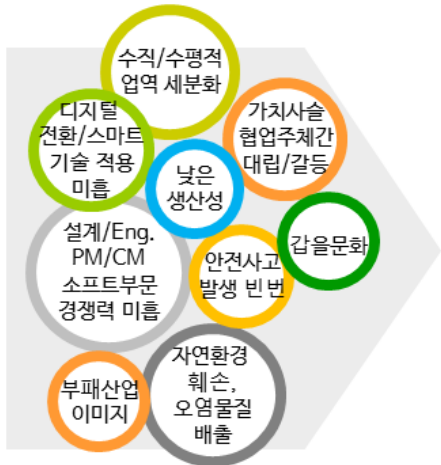 수직/수평적
업역 세분화
디지털
전환/스마트
기술 적용
미흡
가치사슬
협업주체간
대립/갈등
낮은
생산성
갑을문화
설계/Eng.
PM/CM
소프트부문
경쟁력 미흡
안전사고
발생 빈번
자연환경
훼손,
오염물질
배출
부패산업
이미지